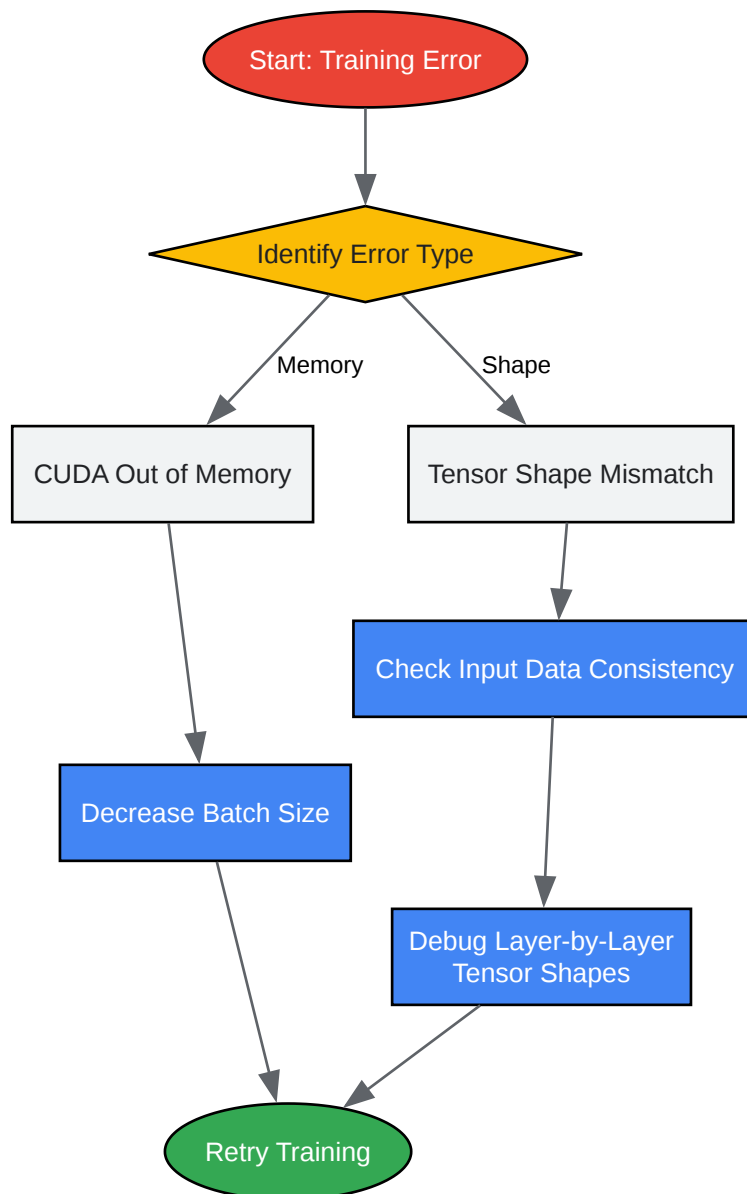 Start: Training Error
Identify Error Type
Memory
Shape
CUDA Out of Memory
Tensor Shape Mismatch
Check Input Data Consistency
Decrease Batch Size
Debug Layer-by-Layer
Tensor Shapes
Retry Training